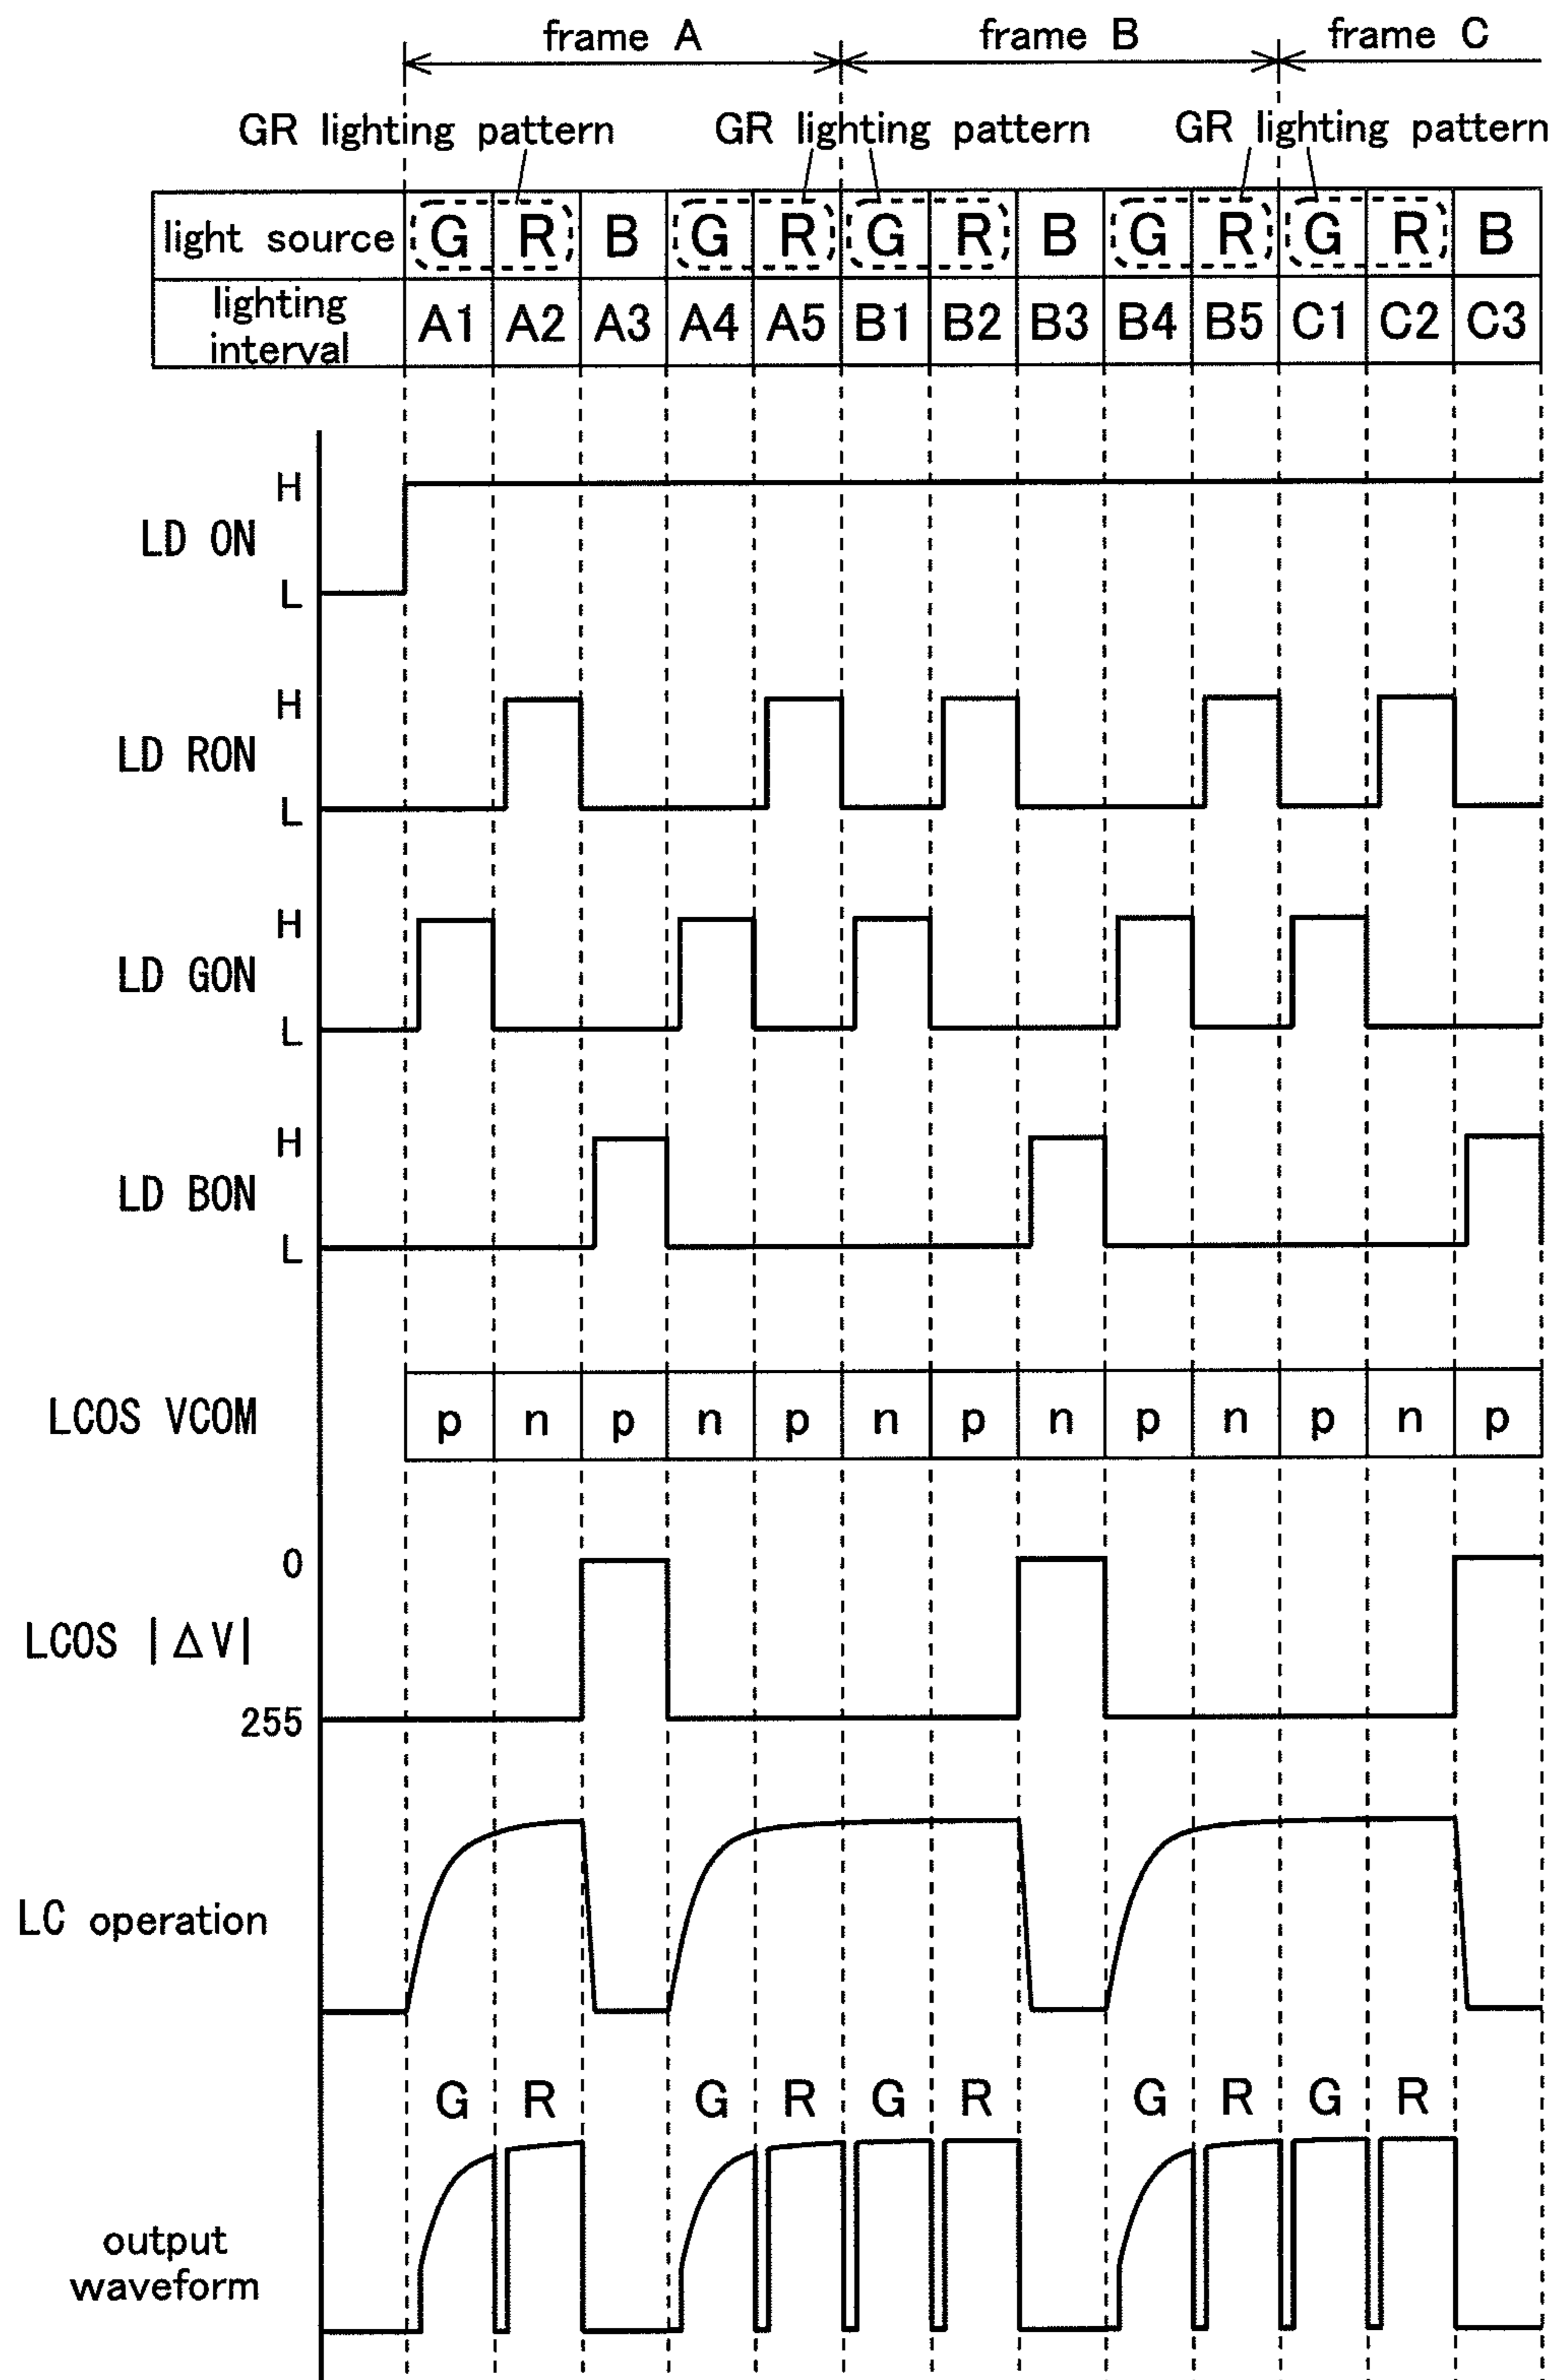 frame A frame B frame C
GR lighting pattern GR lighting pattern GR lighting pattern
light source G R B G R G R B G R G R B
lighting
interval A1 A2 A3 A4 A5 B1 B2 B3 B4 B5 C1 C2 C3
H
LD ON
L
H
LD RON
L
H
LD GON
L
H
LD BON
L
LCOS VCOM p n p n p n p n p n p n p
0
LCOS |ΔV|
255
LC operation
G R G R G R G R G R
output
waveform